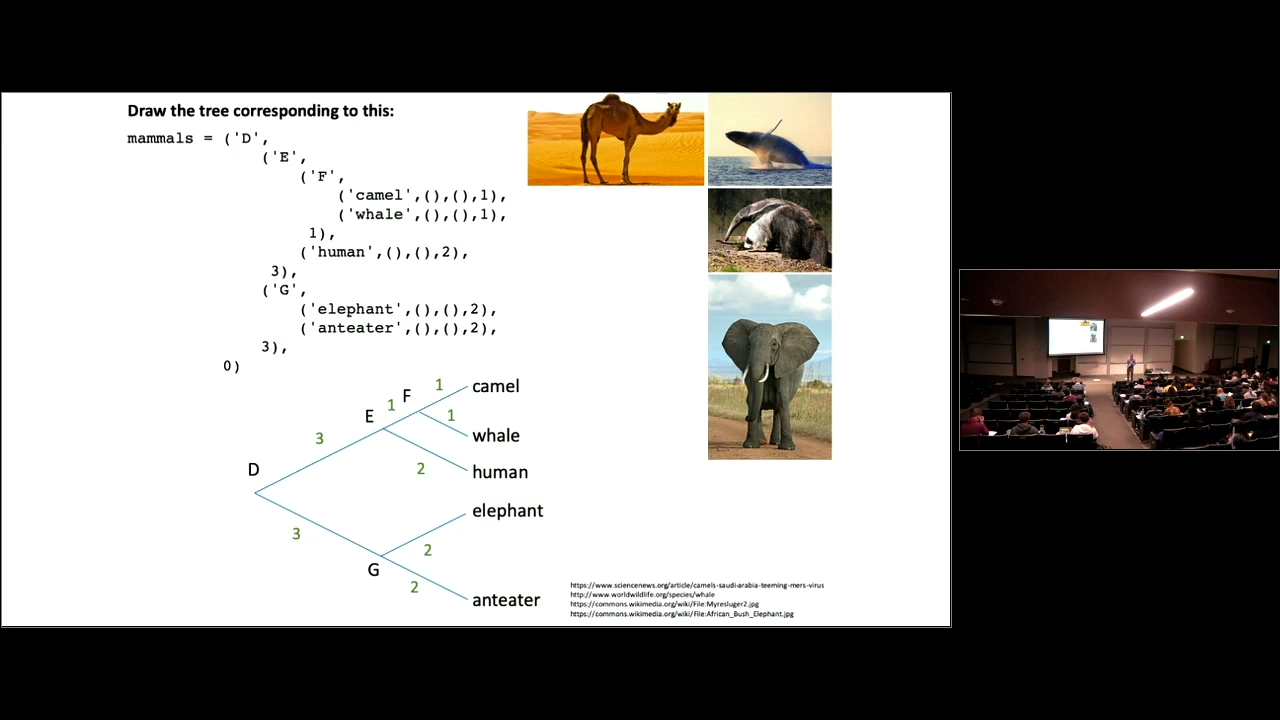 Draw the tree corresponding to this:
mammals = ('D',
('E',
('F',
('camel',(),(),1),
('whale',(),(),1),
1),
('human',(),(),2),
3),
('G',
('elephant',(),(),2),
('anteater',(),(),2),
3),
0)
1 camel
F
1
E
1
whale
3
2
human
D
elephant
3
2
G
2
anteater
https://www.sciencenews.org/article/camels-saudi-arabia-teeming-mers-virus
http://www.worldwildlife.org/species/whale
https://commons.wikimedia.org/wiki/File:Myresluger2.jpg
https://commons.wikimedia.org/wiki/File:African_Bush_Elephant.jpg